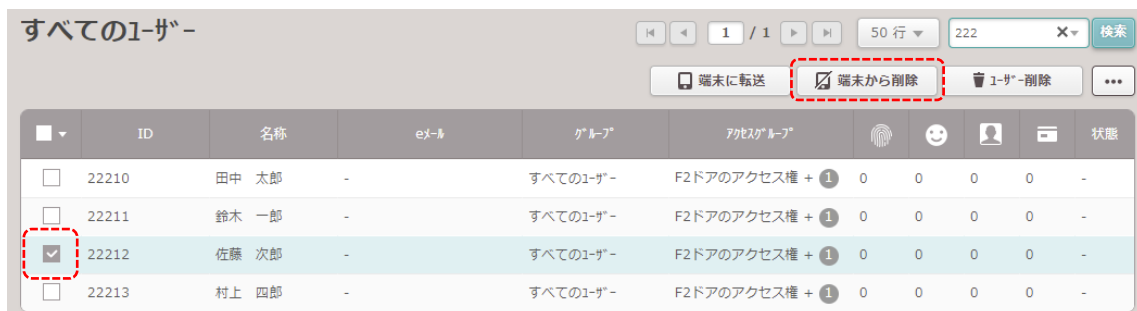 すべてのﾕｰｻﾞｰ
1 / 1 50 行 222 検索
端末に転送 端末から削除 ﾕｰｻﾞｰ削除 •••
ID 名称 eﾒｰﾙ ｸﾞﾙｰﾌﾟ ｱｸｾｽｸﾞﾙｰﾌﾟ 状態
22210 田中 太郎 - すべてのﾕｰｻﾞｰ F2ドアのアクセス権 + 1 0 0 0 0 -
22211 鈴木 一郎 - すべてのﾕｰｻﾞｰ F2ドアのアクセス権 + 1 0 0 0 0 -
22212 佐藤 次郎 - すべてのﾕｰｻﾞｰ F2ドアのアクセス権 + 1 0 0 0 0 -
22213 村上 四郎 - すべてのﾕｰｻﾞｰ F2ドアのアクセス権 + 1 0 0 0 0 -